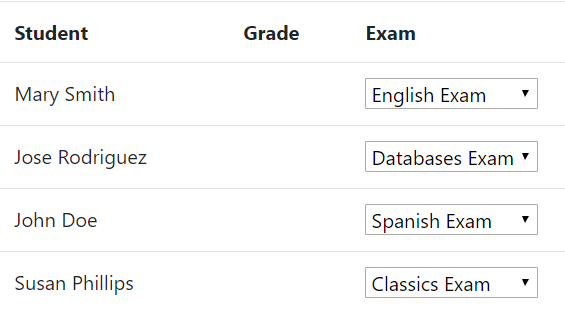 Student Grade Exam
Mary Smith English Exam
Jose Rodriguez Databases Exam
John Doe Spanish Exam
Susan Phillips Classics Exam